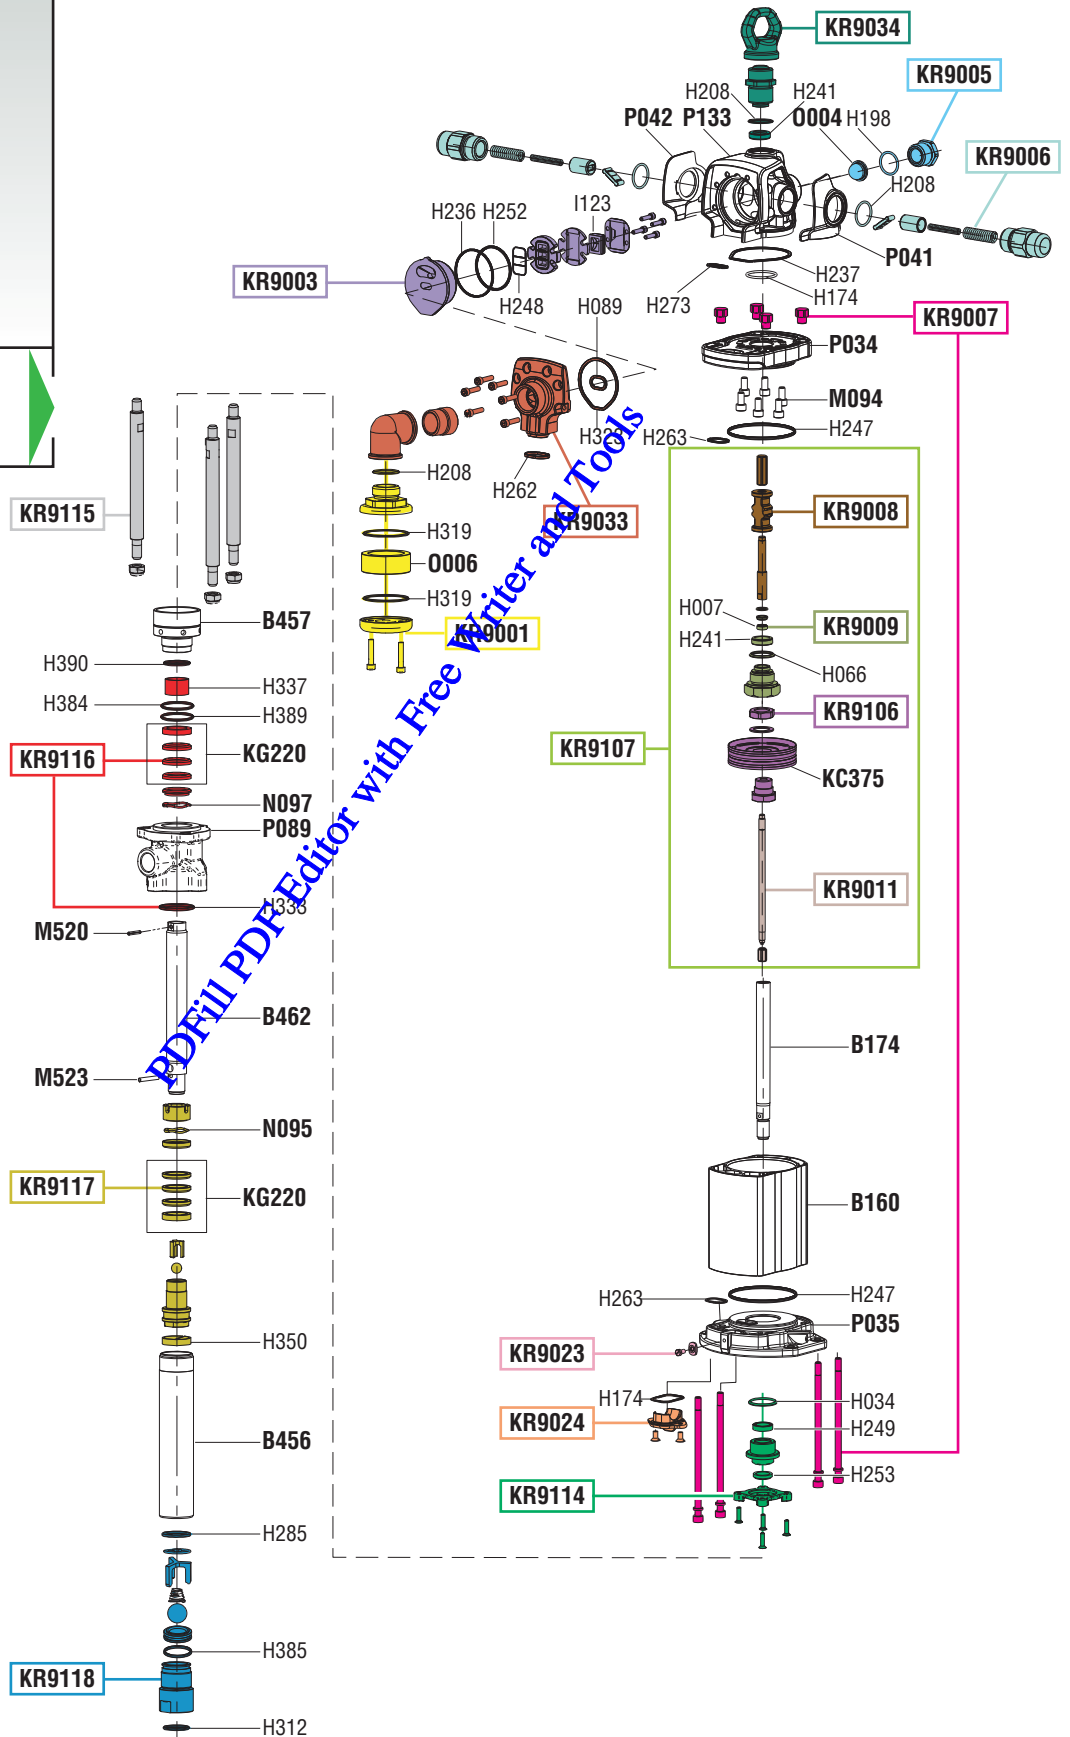 KR9034
KR9005
H208
H241
P042
P133
O004
H198
KR9006
H208
I123
H236
H252
P041
KR9003
H237
H174
H273
H248
H089
KR9007
P034
M094
H247
H263
H208
H262
KR9033
KR9115
KR9008
H319
O006
H319
H007
KR9009
B457
KR9001
H241
H390
H066
H337
H384
H389
KR9106
KR9116
KG220
KR9107
KC375
N097
P089
KR9011
H333
M520
B462
B174
M523
N095
KR9117
KG220
B160
H263
H247
P035
H350
KR9023
H174
H034
KR9024
H249
B456
H253
KR9114
H285
H385
KR9118
H312
PDFill PDF Editor with Free Writer and Tools